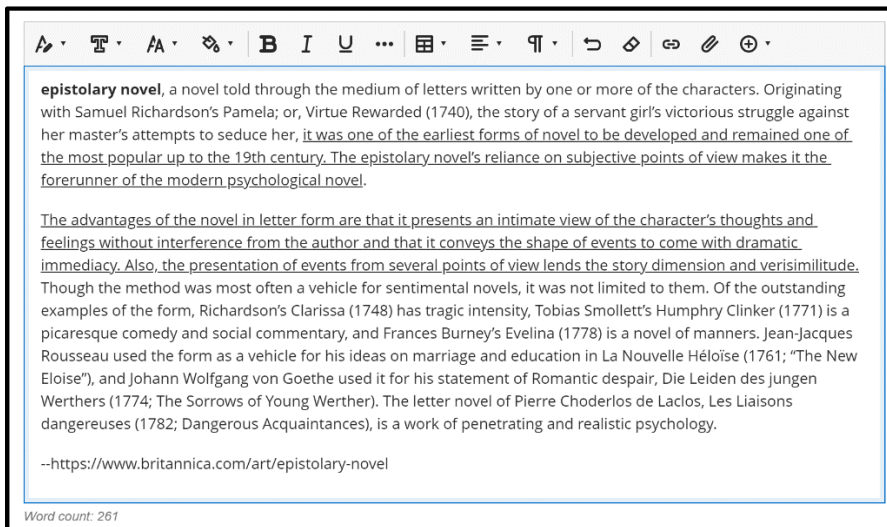 epistolary novel, a novel told through the medium of letters written by one or more of the characters. Originating
with Samuel Richardson’s Pamela; or, Virtue Rewarded (1740), the story of a servant girl’s victorious struggle against
her master’s attempts to seduce her, it was one of the earliest forms of novel to be developed and remained one of
the most popular up to the 19th century. The epistolary novel’s reliance on subjective points of view makes it the
forerunner of the modern psychological novel.
The advantages of the novel in letter form are that it presents an intimate view of the character’s thoughts and
feelings without interference from the author and that it conveys the shape of events to come with dramatic
immediacy. Also, the presentation of events from several points of view lends the story dimension and verisimilitude.
Though the method was most often a vehicle for sentimental novels, it was not limited to them. Of the outstanding
examples of the form, Richardson’s Clarissa (1748) has tragic intensity, Tobias Smollett’s Humphry Clinker (1771) is a
picaresque comedy and social commentary, and Frances Burney’s Evelina (1778) is a novel of manners. Jean-Jacques
Rousseau used the form as a vehicle for his ideas on marriage and education in La Nouvelle Héloïse (1761; “The New
Eloise”), and Johann Wolfgang von Goethe used it for his statement of Romantic despair, Die Leiden des jungen
Werthers (1774; The Sorrows of Young Werther). The letter novel of Pierre Choderlos de Laclos, Les Liaisons
dangereuses (1782; Dangerous Acquaintances), is a work of penetrating and realistic psychology.
--https://www.britannica.com/art/epistolary-novel
Word count: 261